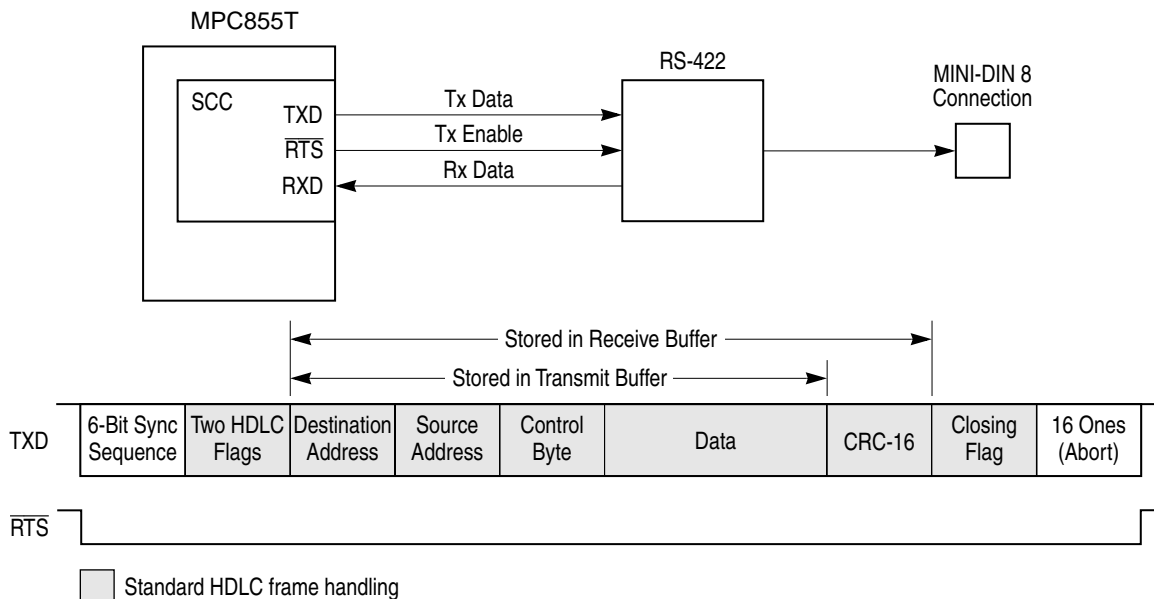 MPC855T
RS-422
MINI-DIN 8
Connection
SCC
TXD
RTS
RXD
Tx Data
Tx Enable
Rx Data
Stored in Receive Buffer
Stored in Transmit Buffer
TXD
6-Bit Sync
Sequence
Two HDLC
Flags
Destination
Address
Source
Address
Control
Byte
Data
CRC-16
Closing
Flag
16 Ones
(Abort)
RTS
Standard HDLC frame handling